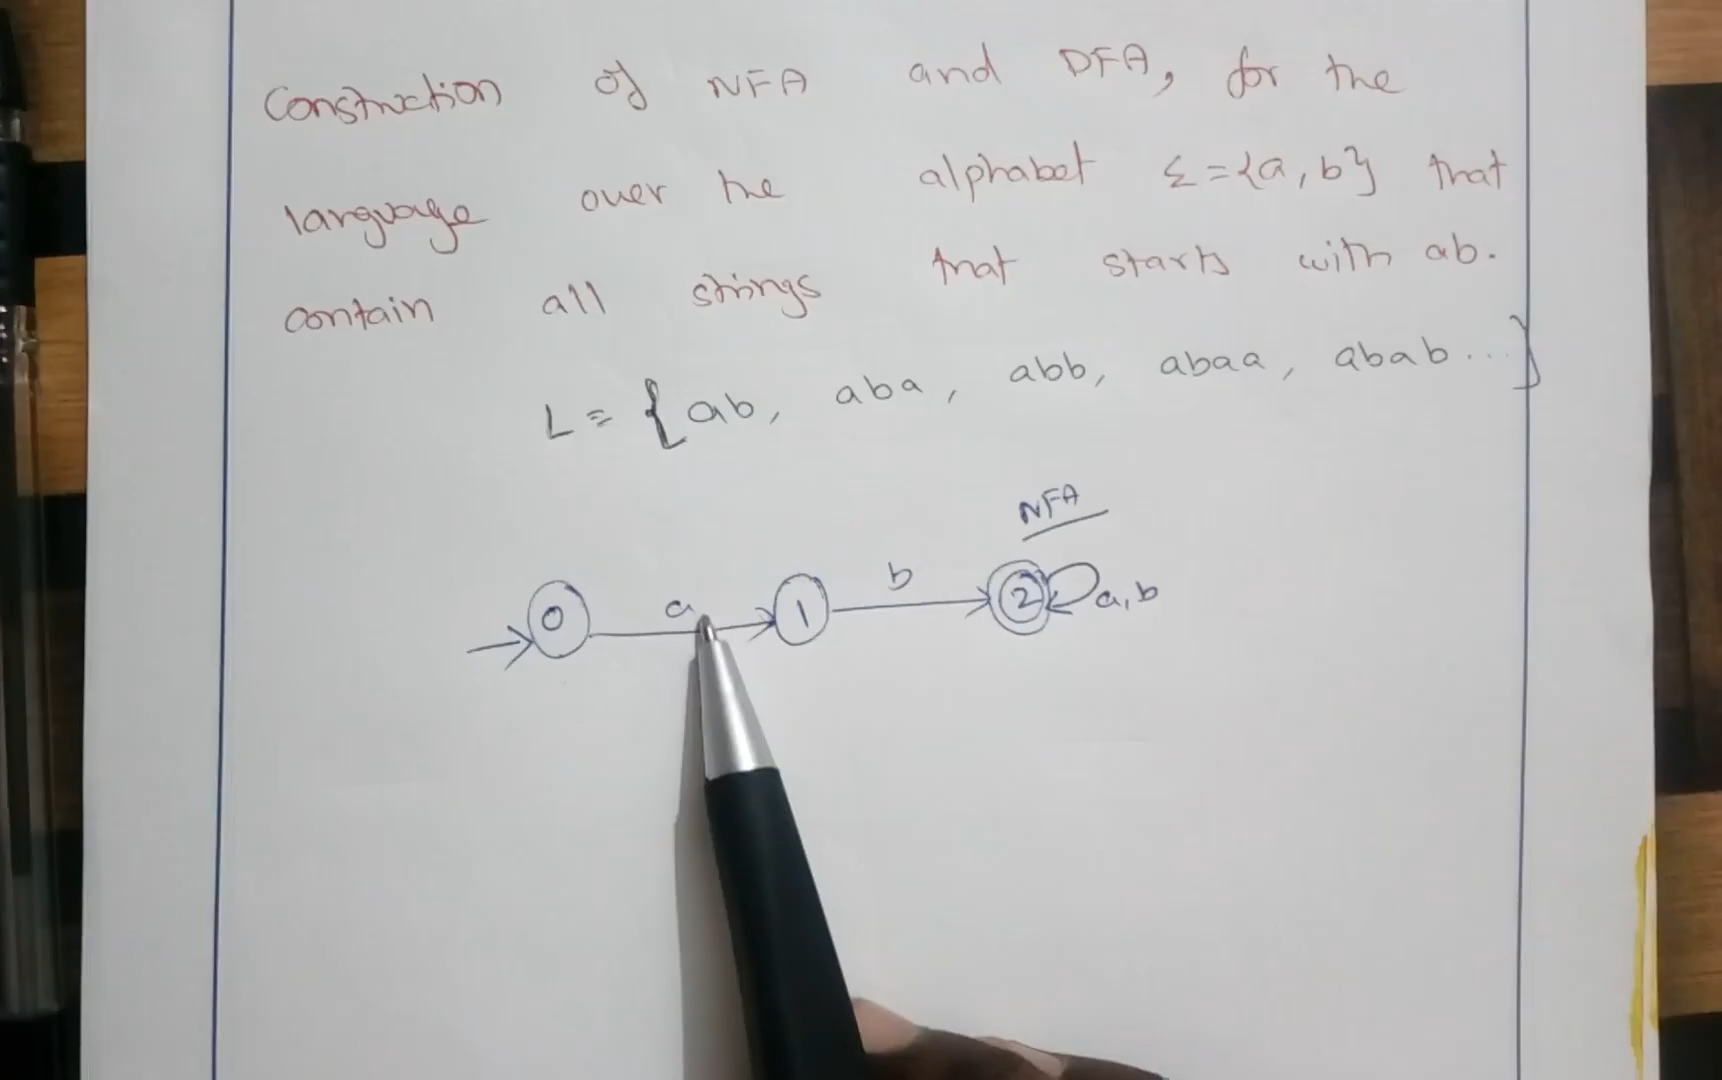 Construction of NFA and DFA, for the
language over the alphabet Σ={a,b} that
contain all strings that starts with ab.
L = {ab, aba, abb, abaa, abab...}
NFA
0 a 1 b 2 a,b